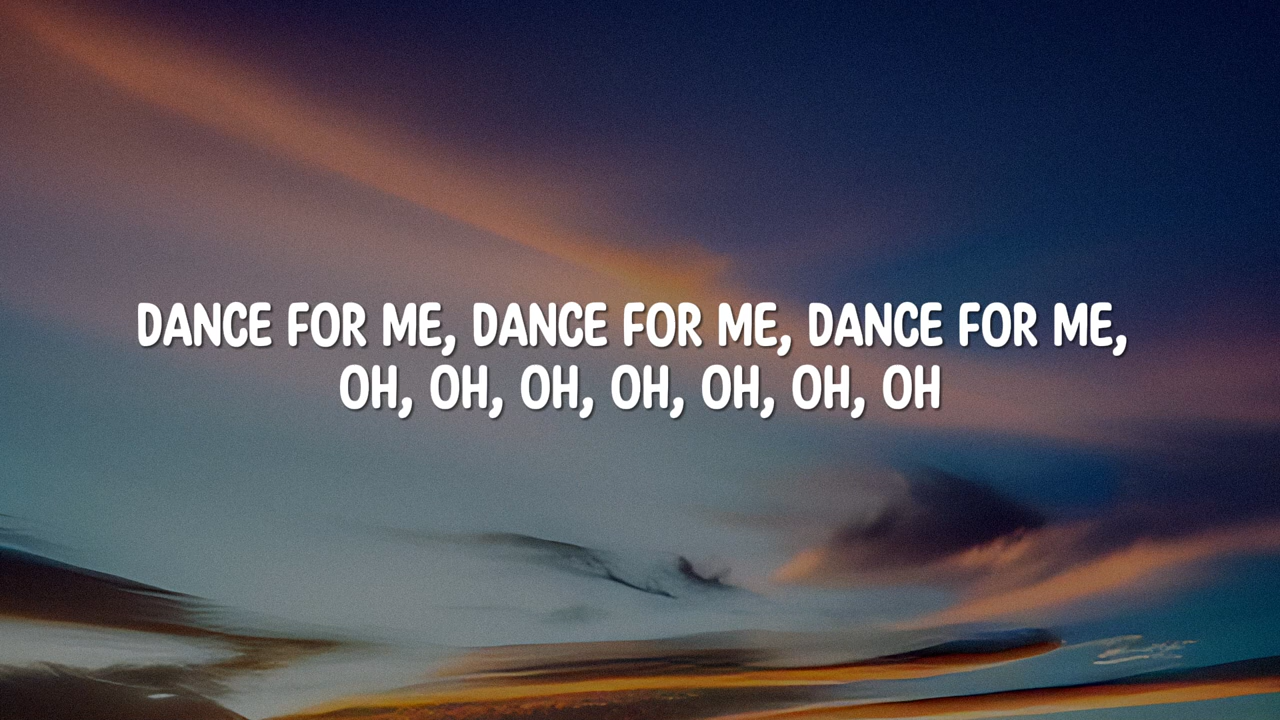 DANCE FOR ME, DANCE FOR ME, DANCE FOR ME,
OH, OH, OH, OH, OH, OH, OH